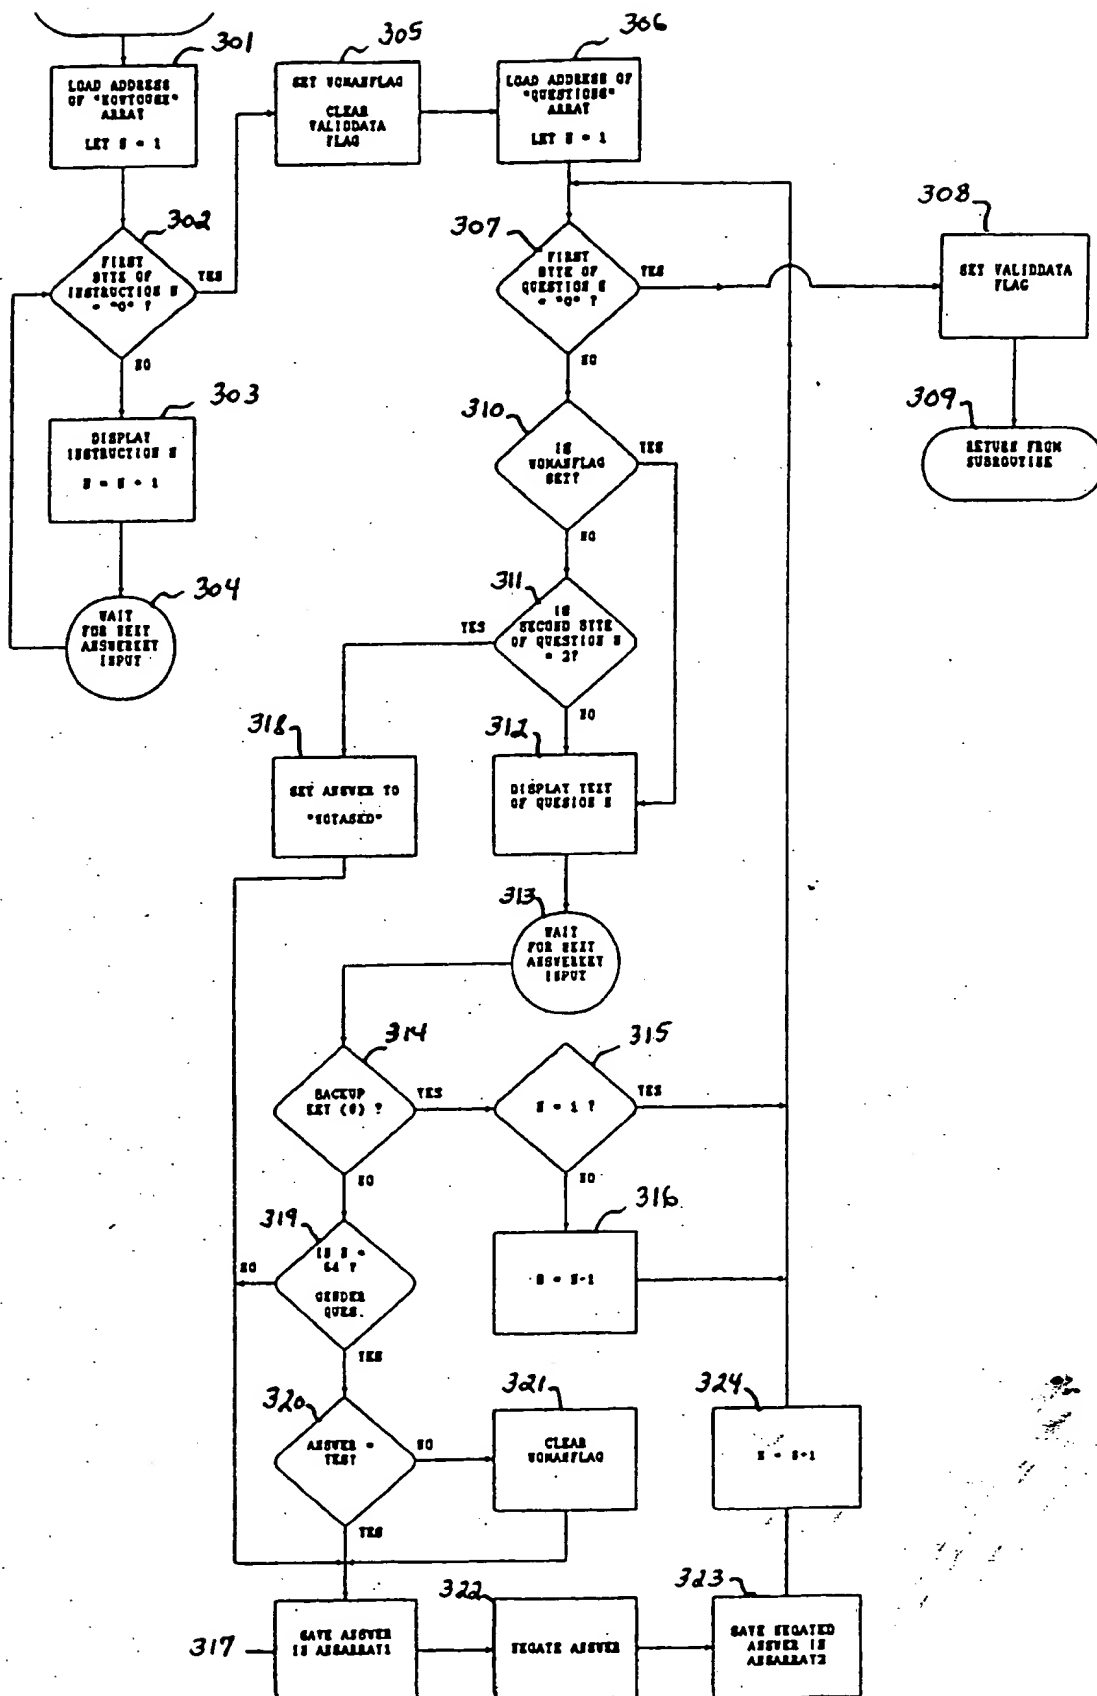 301
LOAD ADDRESS
OF "HOWTOUSE"
ARRAY
LET N = 1
302
FIRST
BYTE OF
INSTRUCTION N
= "0" ?
YES
NO
303
DISPLAY
INSTRUCTION N
N = N + 1
304
WAIT
FOR NEXT
ANSWERKEY
INPUT
305
SET WOMANFLAG
CLEAR
VALIDDATA
FLAG
306
LOAD ADDRESS OF
"QUESTIONS"
ARRAY
LET N = 1
307
FIRST
BYTE OF
QUESTION N
= "0" ?
YES
NO
308
SET VALIDDATA
FLAG
309
RETURN FROM
SUBROUTINE
310
IS
WOMANFLAG
SET?
YES
NO
311
IS
SECOND BYTE
OF QUESTION N
= 2?
YES
NO
318
SET ANSWER TO
"NOTASED"
312
DISPLAY TEXT
OF QUESION N
313
WAIT
FOR NEXT
ANSWERKEY
INPUT
314
BACKUP
KEY (#) ?
YES
NO
315
N = 1 ?
YES
NO
316
N = N-1
319
IS N =
64 ?
GENDER
QUES.
NO
YES
320
ANSWER =
YES?
NO
YES
321
CLEAR
WOMANFLAG
324
N = N+1
317
SAVE ANSWER
IN ANSARRAY1
322
NEGATE ANSWER
323
SAVE NEGATED
ANSWER IN
ANSARRAY2